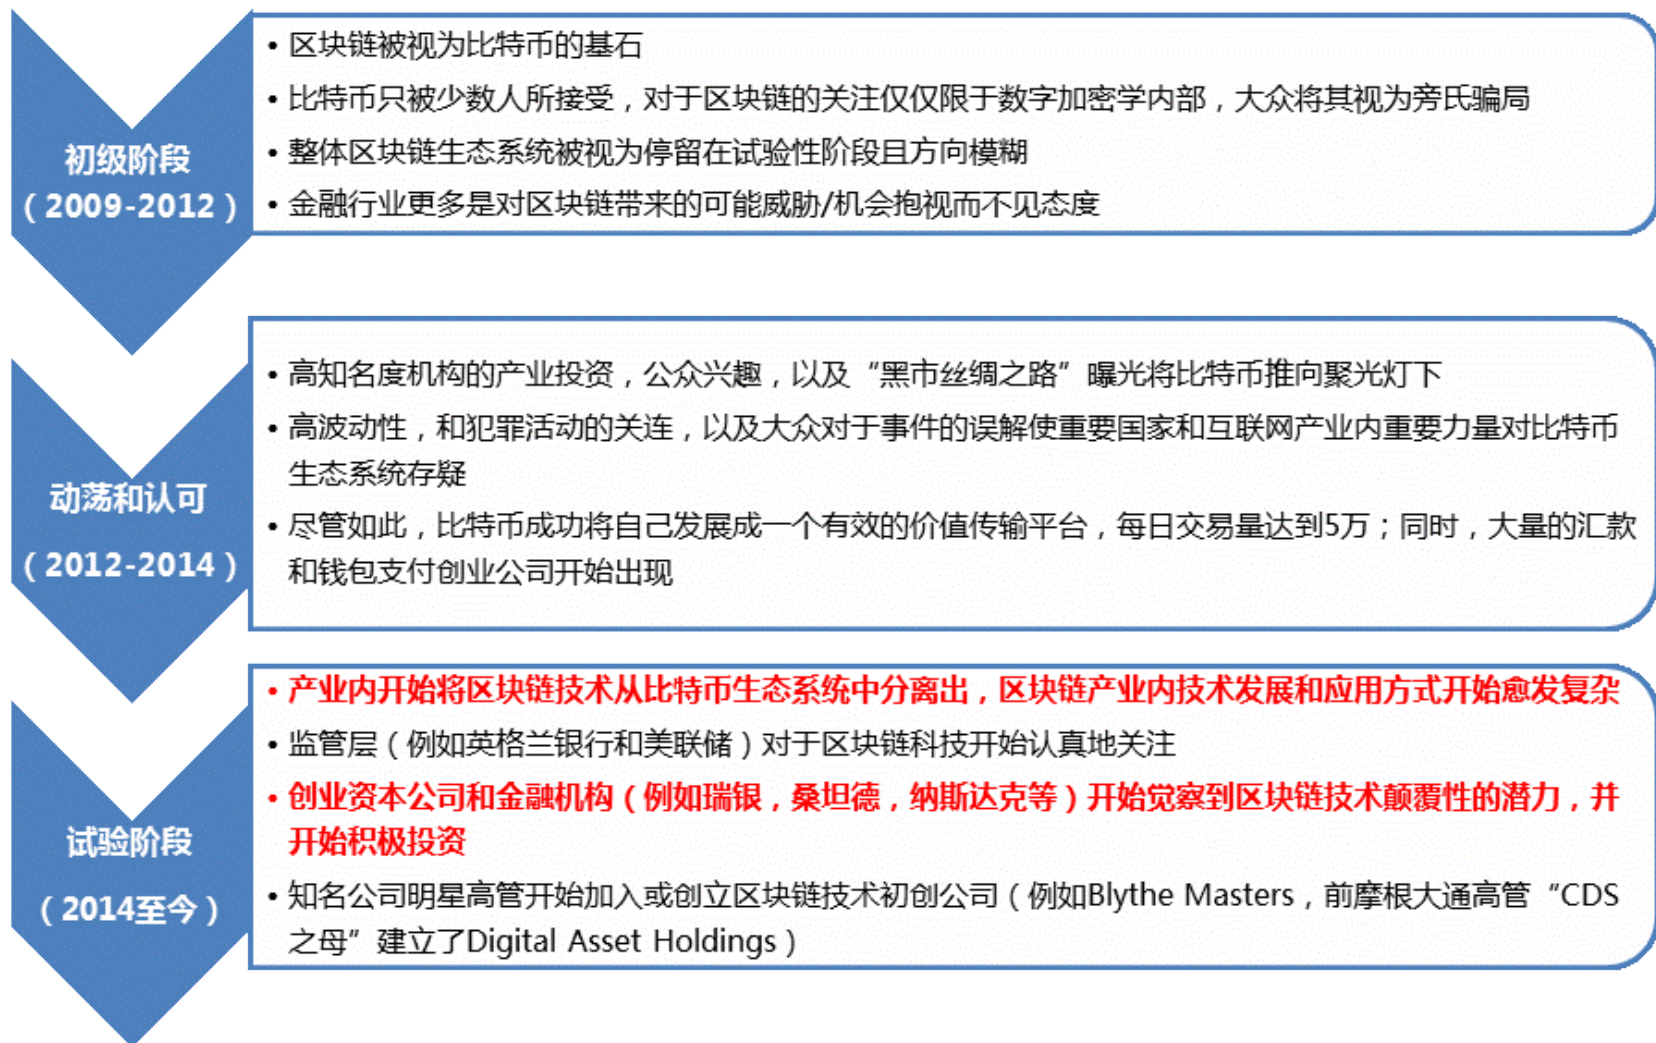 初级阶段
（2009-2012）
• 区块链被视为比特币的基石
• 比特币只被少数人所接受，对于区块链的关注仅仅限于数字加密学内部，大众将其视为旁氏骗局
• 整体区块链生态系统被视为停留在试验性阶段且方向模糊
• 金融行业更多是对区块链带来的可能威胁/机会抱视而不见态度
动荡和认可
（2012-2014）
• 高知名度机构的产业投资，公众兴趣，以及“黑市丝绸之路”曝光将比特币推向聚光灯下
• 高波动性，和犯罪活动的关连，以及大众对于事件的误解使重要国家和互联网产业内重要力量对比特币
生态系统存疑
• 尽管如此，比特币成功将自己发展成一个有效的价值传输平台，每日交易量达到5万；同时，大量的汇款
和钱包支付创业公司开始出现
试验阶段
（2014至今）
• 产业内开始将区块链技术从比特币生态系统中分离出，区块链产业内技术发展和应用方式开始愈发复杂
• 监管层（例如英格兰银行和美联储）对于区块链科技开始认真地关注
• 创业资本公司和金融机构（例如瑞银，桑坦德，纳斯达克等）开始觉察到区块链技术颠覆性的潜力，并
开始积极投资
• 知名公司明星高管开始加入或创立区块链技术初创公司（例如Blythe Masters，前摩根大通高管“CDS
之母”建立了Digital Asset Holdings）